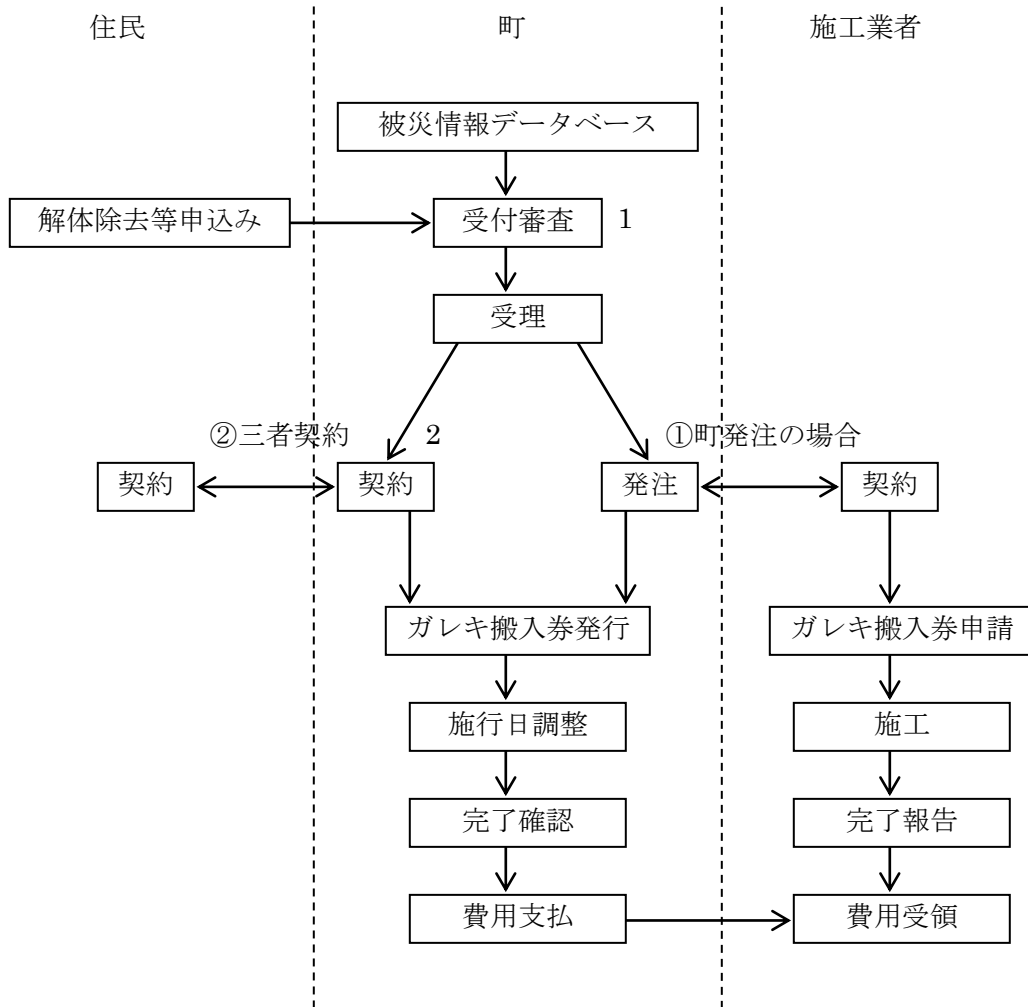 住民
町
施工業者
被災情報データベース
解体除去等申込み
受付審査
1
受理
②三者契約
2
①町発注の場合
契約
契約
発注
契約
ガレキ搬入券発行
ガレキ搬入券申請
施行日調整
施工
完了確認
完了報告
費用支払
費用受領